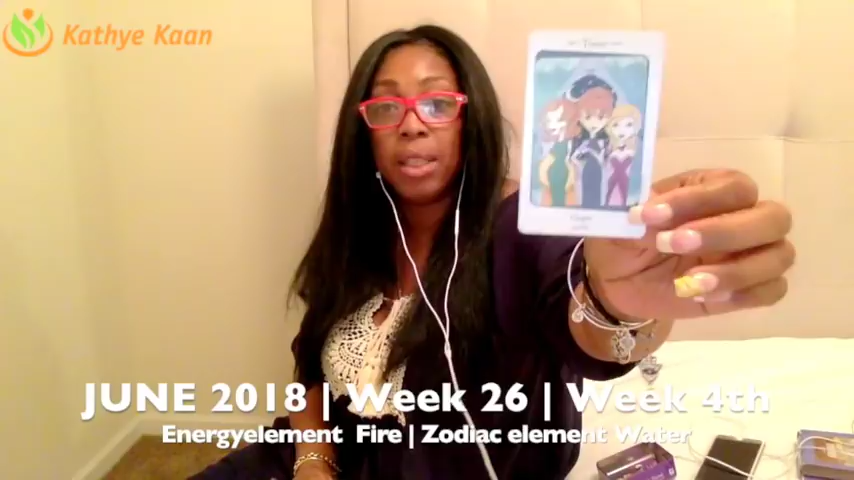 Kathye Kaan
JUNE 2018 | Week 26 | Week 4th
Energyelement Fire | Zodiac element Water